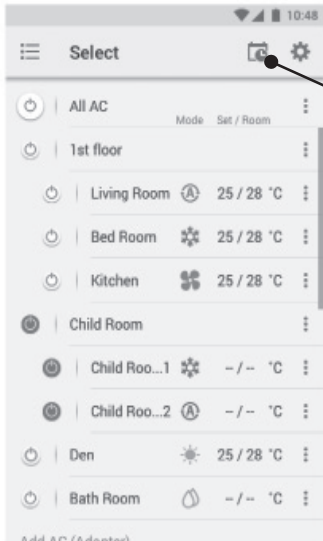 10:48
Select
All AC
Mode Set / Room
1st floor
Living Room A 25 / 28 °C
Bed Room 25 / 28 °C
Kitchen 25 / 28 °C
Child Room
Child Roo...1 -- / -- °C
Child Roo...2 A -- / -- °C
Den 25 / 28 °C
Bath Room -- / -- °C
Add AC (Adapter)